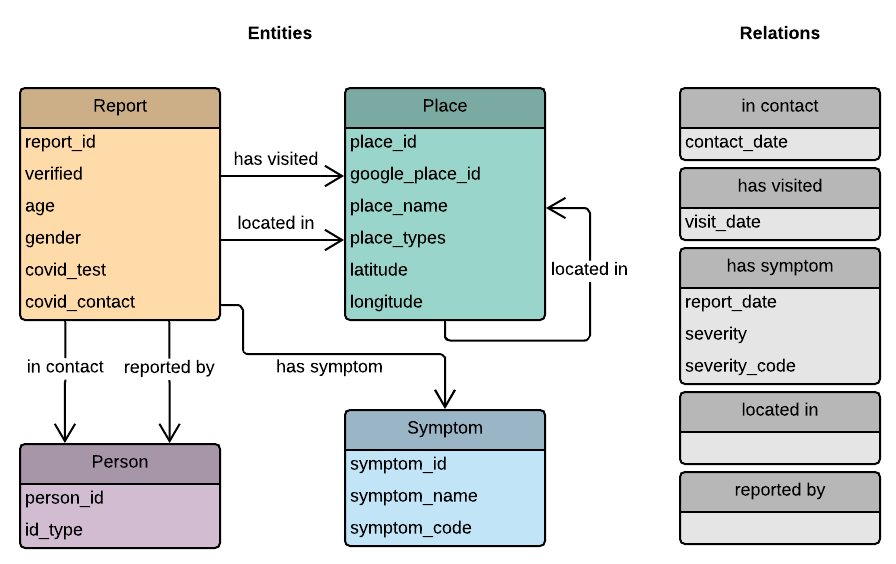 Entities
Relations
Report
report_id
verified
age
gender
covid_test
covid_contact
has visited
located in
Place
place_id
google_place_id
place_name
place_types
latitude
longitude
located in
in contact
reported by
has symptom
Person
person_id
id_type
Symptom
symptom_id
symptom_name
symptom_code
in contact
contact_date
has visited
visit_date
has symptom
report_date
severity
severity_code
located in
reported by